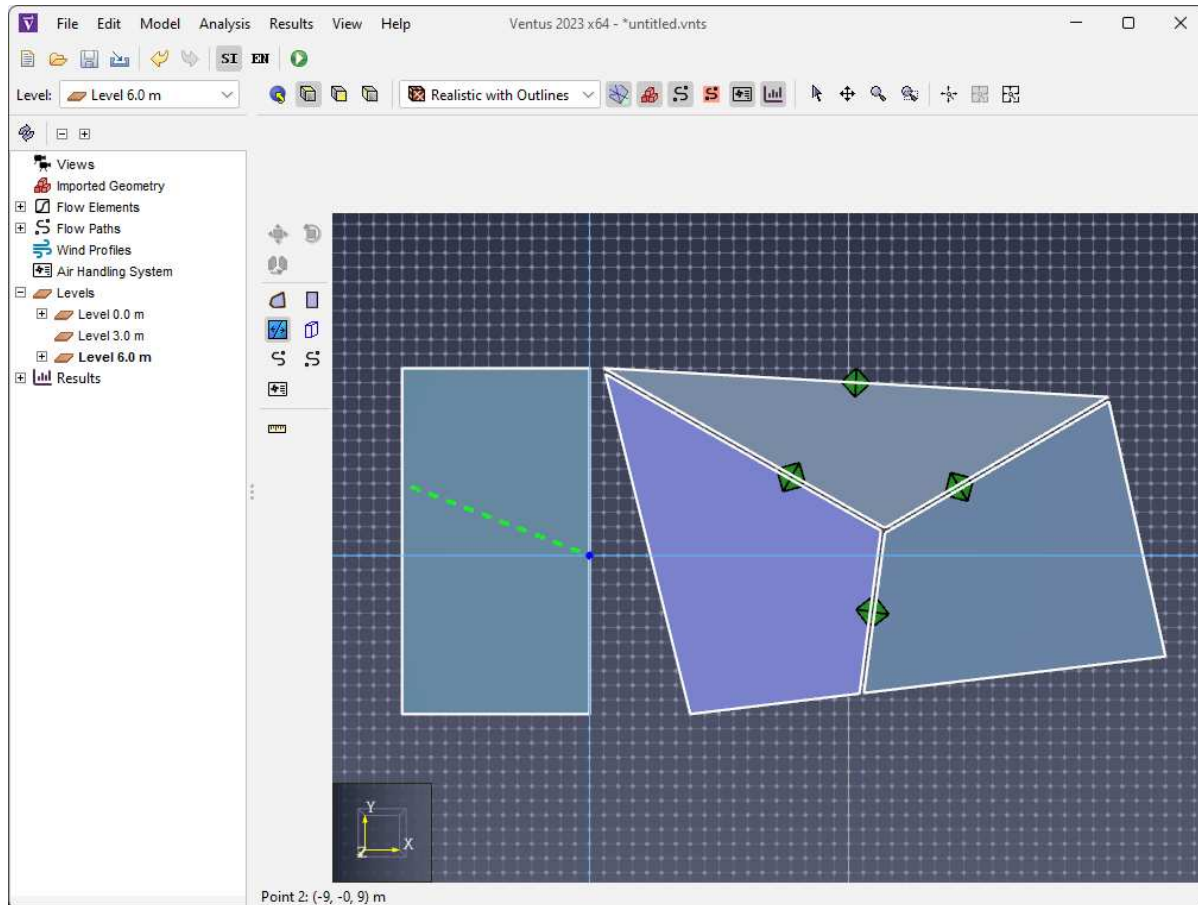 File Edit Model Analysis Results View Help Ventus 2023 x64 - *untitled.vnts
SI EN
Level: Level 6.0 m Realistic with Outlines
Views
Imported Geometry
Flow Elements
Flow Paths
Wind Profiles
Air Handling System
Levels
Level 0.0 m
Level 3.0 m
Level 6.0 m
Results
Y
X
Z
Point 2: (-9, -0, 9) m